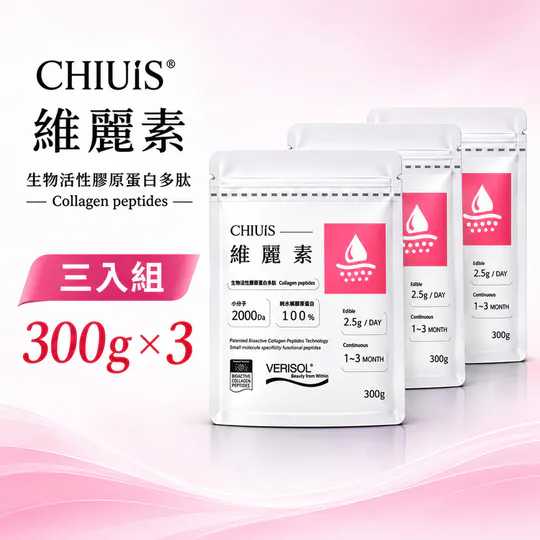 CHIUiS®
維麗素
生物活性膠原蛋白多肽
Collagen peptides
三入組
300g×3
CHIUiS
維麗素
生物活性膠原蛋白多肽 Collagen peptides
小分子
2000Da
純水解膠原蛋白
100%
Patented Bioactive Collagen Peptides Technology
Small molecule specificity functional peptides
BIOACTIVE
COLLAGEN
PEPTIDES
VERISOL®
Beauty from Within
Edible
2.5g / DAY
Continuous
1~3 MONTH
300g
Edible
2.5g / DAY
Continuous
1~3 MONTH
300g
Edible
2.5g / DAY
Continuous
1~3 MONTH
300g